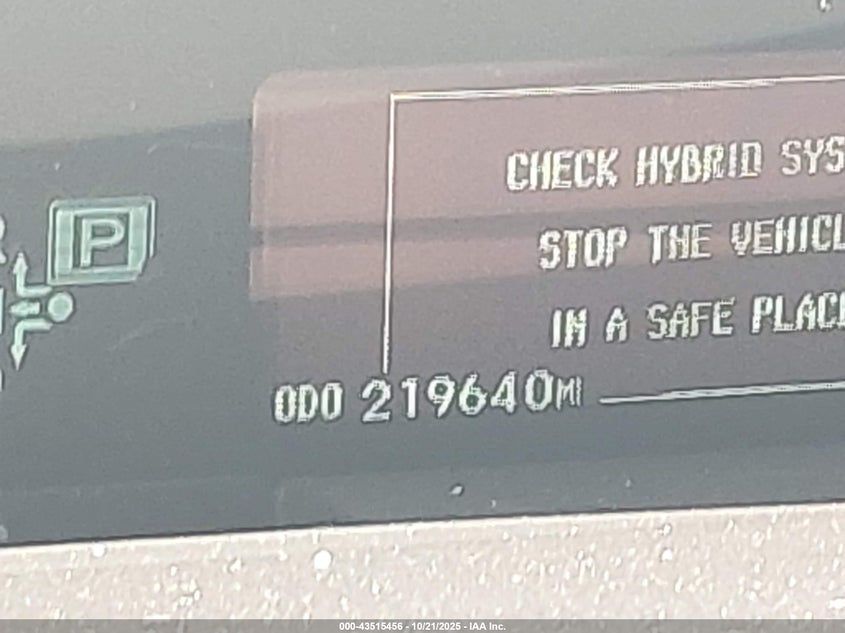 CHECK HYBRID SYS
STOP THE VEHICL
IN A SAFE PLAC
P
ODO 219640MI
000-43515456 - 10/21/2025 - IAA Inc.